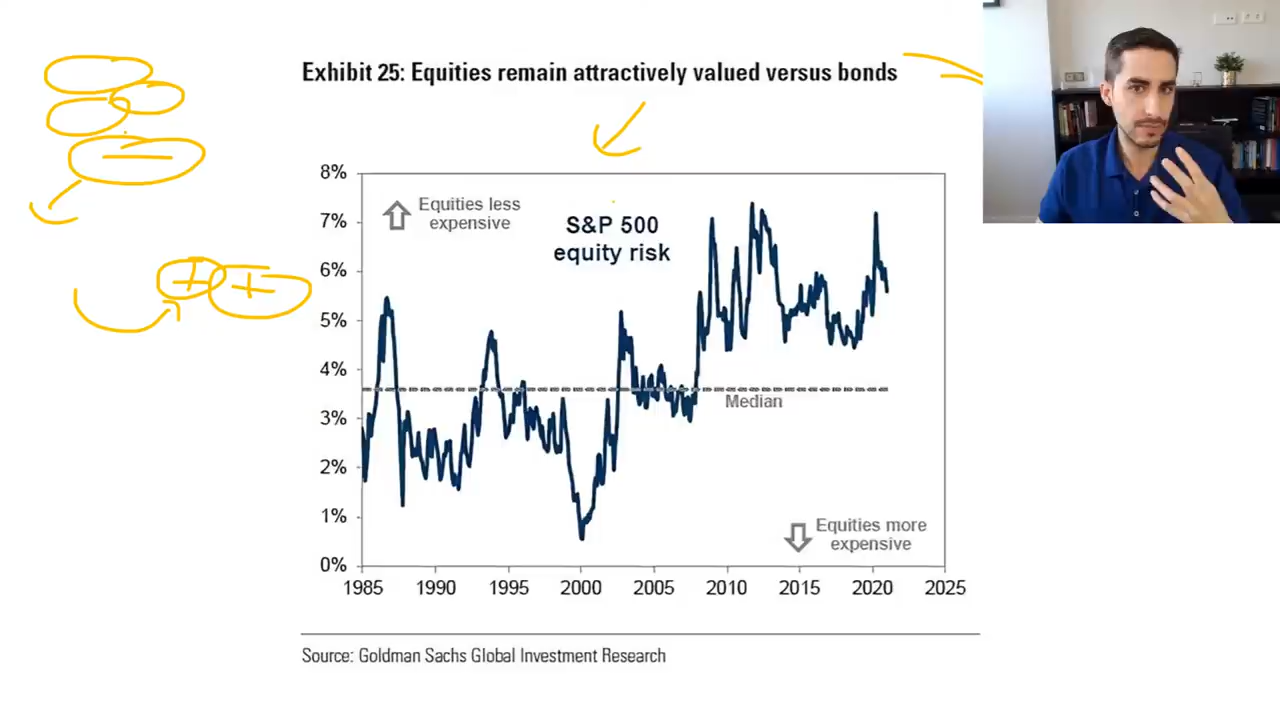 Exhibit 25: Equities remain attractively valued versus bonds
8%
7%
6%
5%
4%
3%
2%
1%
0%
Equities less
expensive
S&P 500
equity risk
Median
Equities more
expensive
1985 1990 1995 2000 2005 2010 2015 2020 2025
Source: Goldman Sachs Global Investment Research